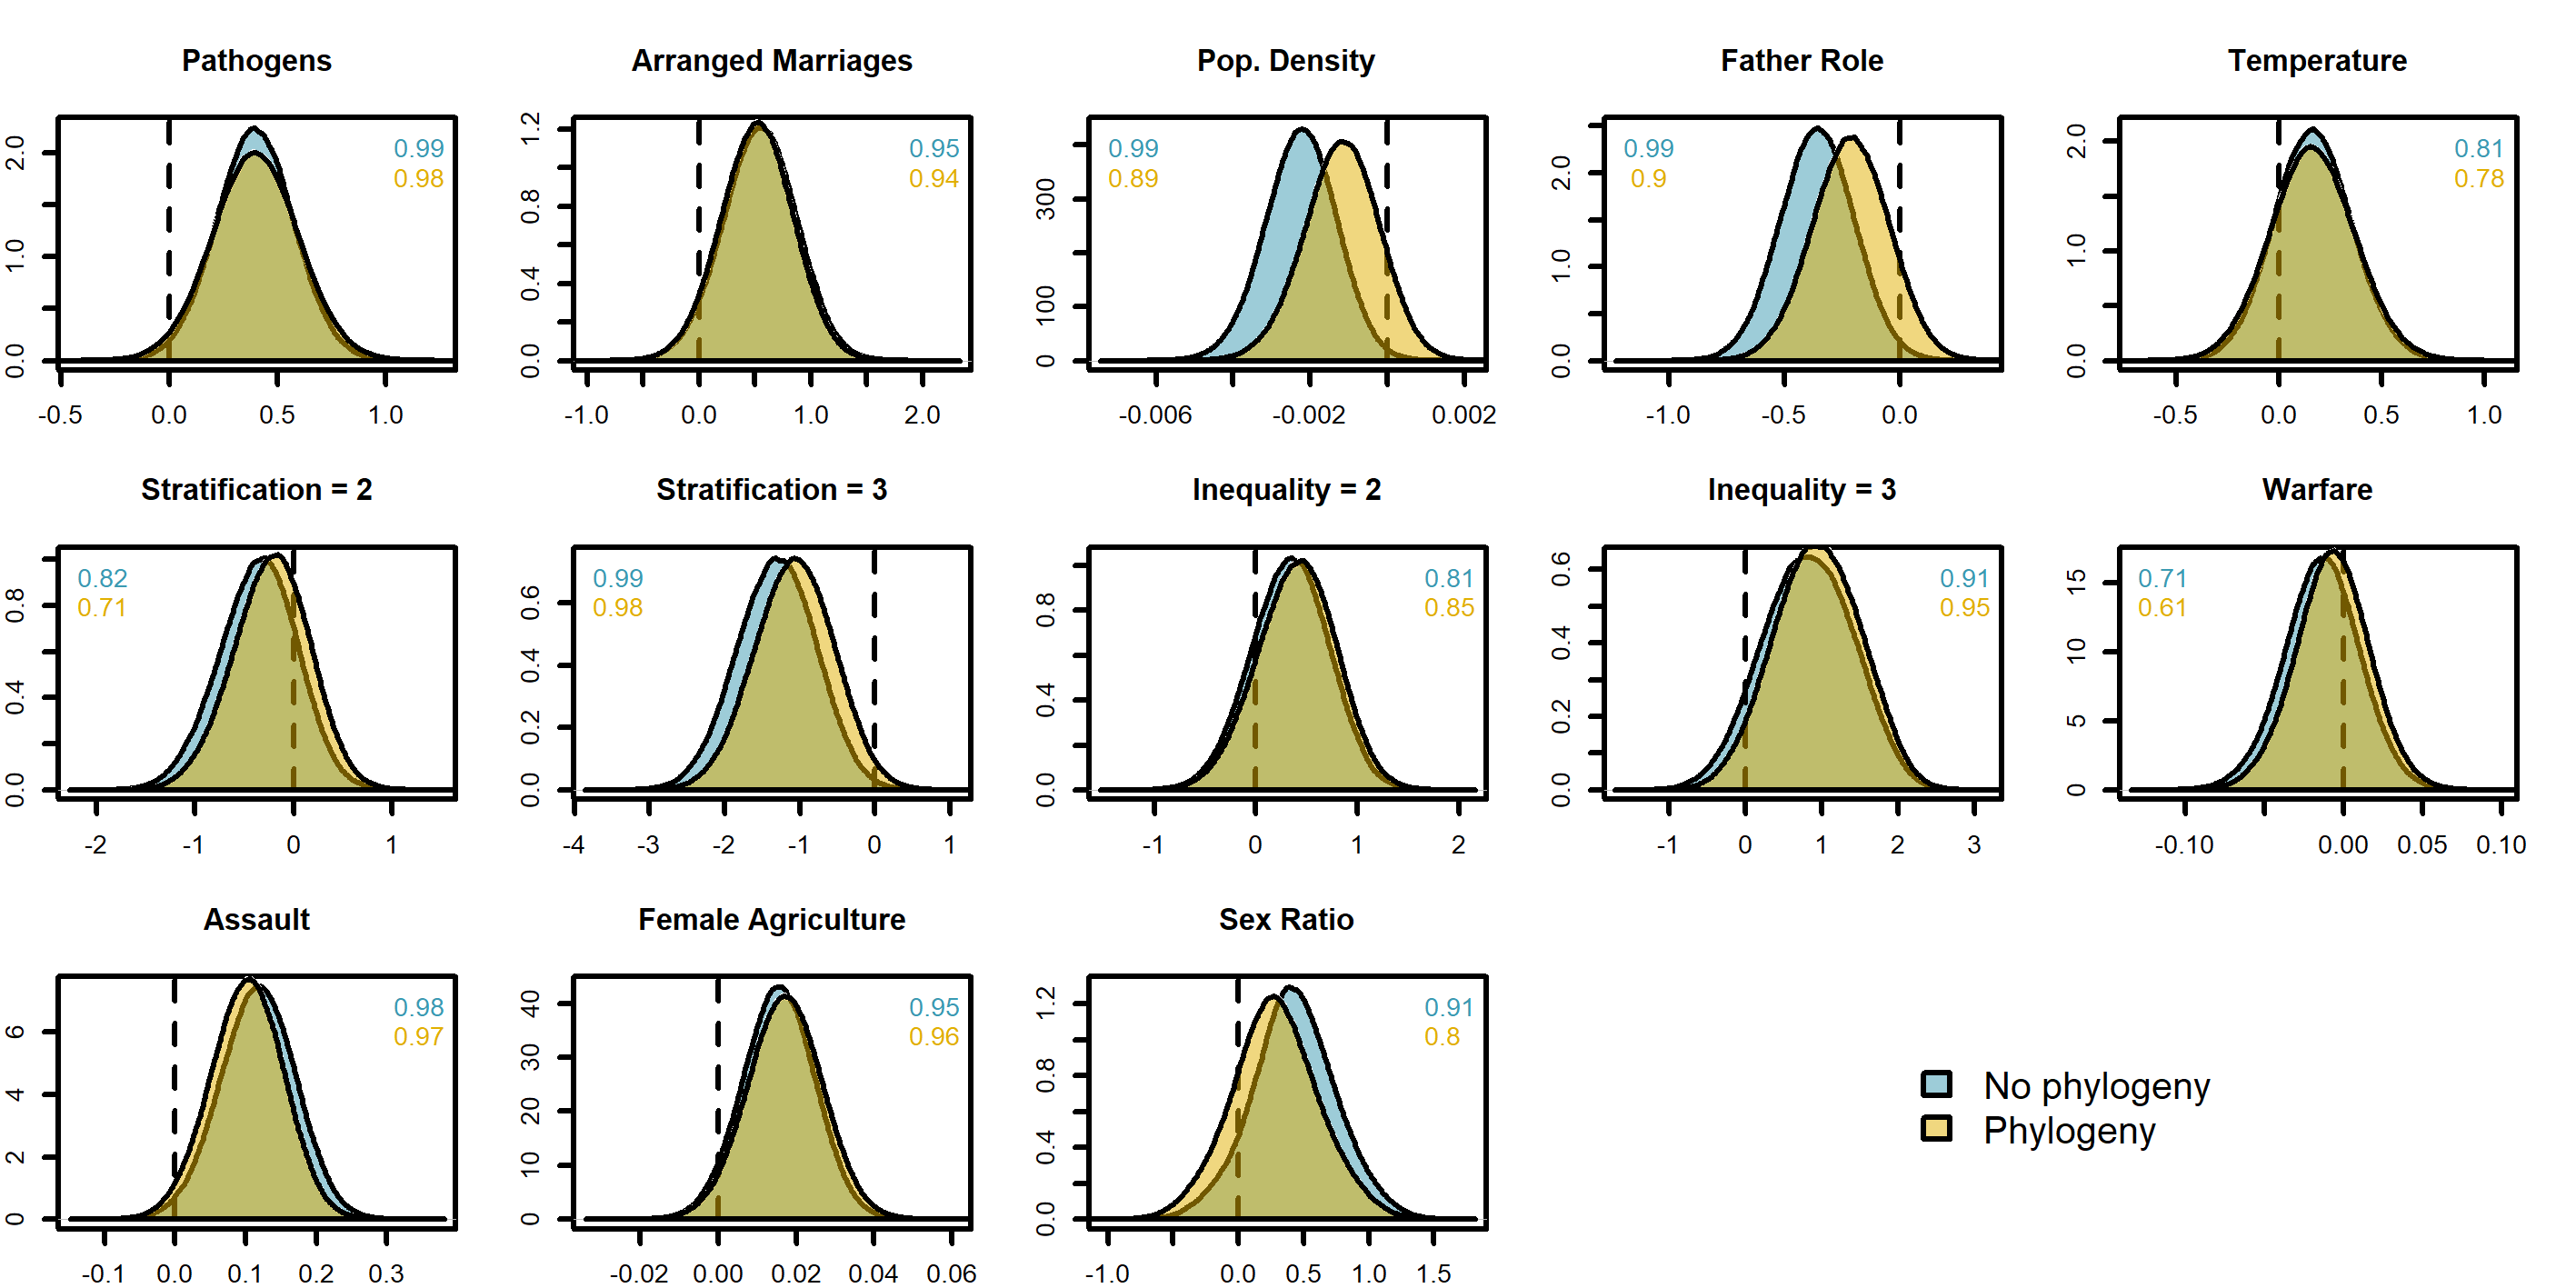 Pathogens
0.99
0.98
0.0 1.0 2.0
-0.5 0.0 0.5 1.0
Arranged Marriages
0.95
0.94
0.0 0.4 0.8 1.2
-1.0 0.0 1.0 2.0
Pop. Density
0.99
0.89
0 100 300
-0.006 -0.002 0.002
Father Role
0.99
0.9
0.0 1.0 2.0
-1.0 -0.5 0.0
Temperature
0.81
0.78
0.0 1.0 2.0
-0.5 0.0 0.5 1.0
Stratification = 2
0.82
0.71
0.0 0.4 0.8
-2 -1 0 1
Stratification = 3
0.99
0.98
0.0 0.2 0.4 0.6
-4 -3 -2 -1 0 1
Inequality = 2
0.81
0.85
0.0 0.4 0.8
-1 0 1 2
Inequality = 3
0.91
0.95
0.0 0.2 0.4 0.6
-1 0 1 2 3
Warfare
0.71
0.61
0 5 10 15
-0.10 0.00 0.05 0.10
Assault
0.98
0.97
0 2 4 6
-0.1 0.0 0.1 0.2 0.3
Female Agriculture
0.95
0.96
0 10 20 30 40
-0.02 0.00 0.02 0.04 0.06
Sex Ratio
0.91
0.8
0.0 0.4 0.8 1.2
-1.0 0.0 0.5 1.0 1.5
No phylogeny
Phylogeny